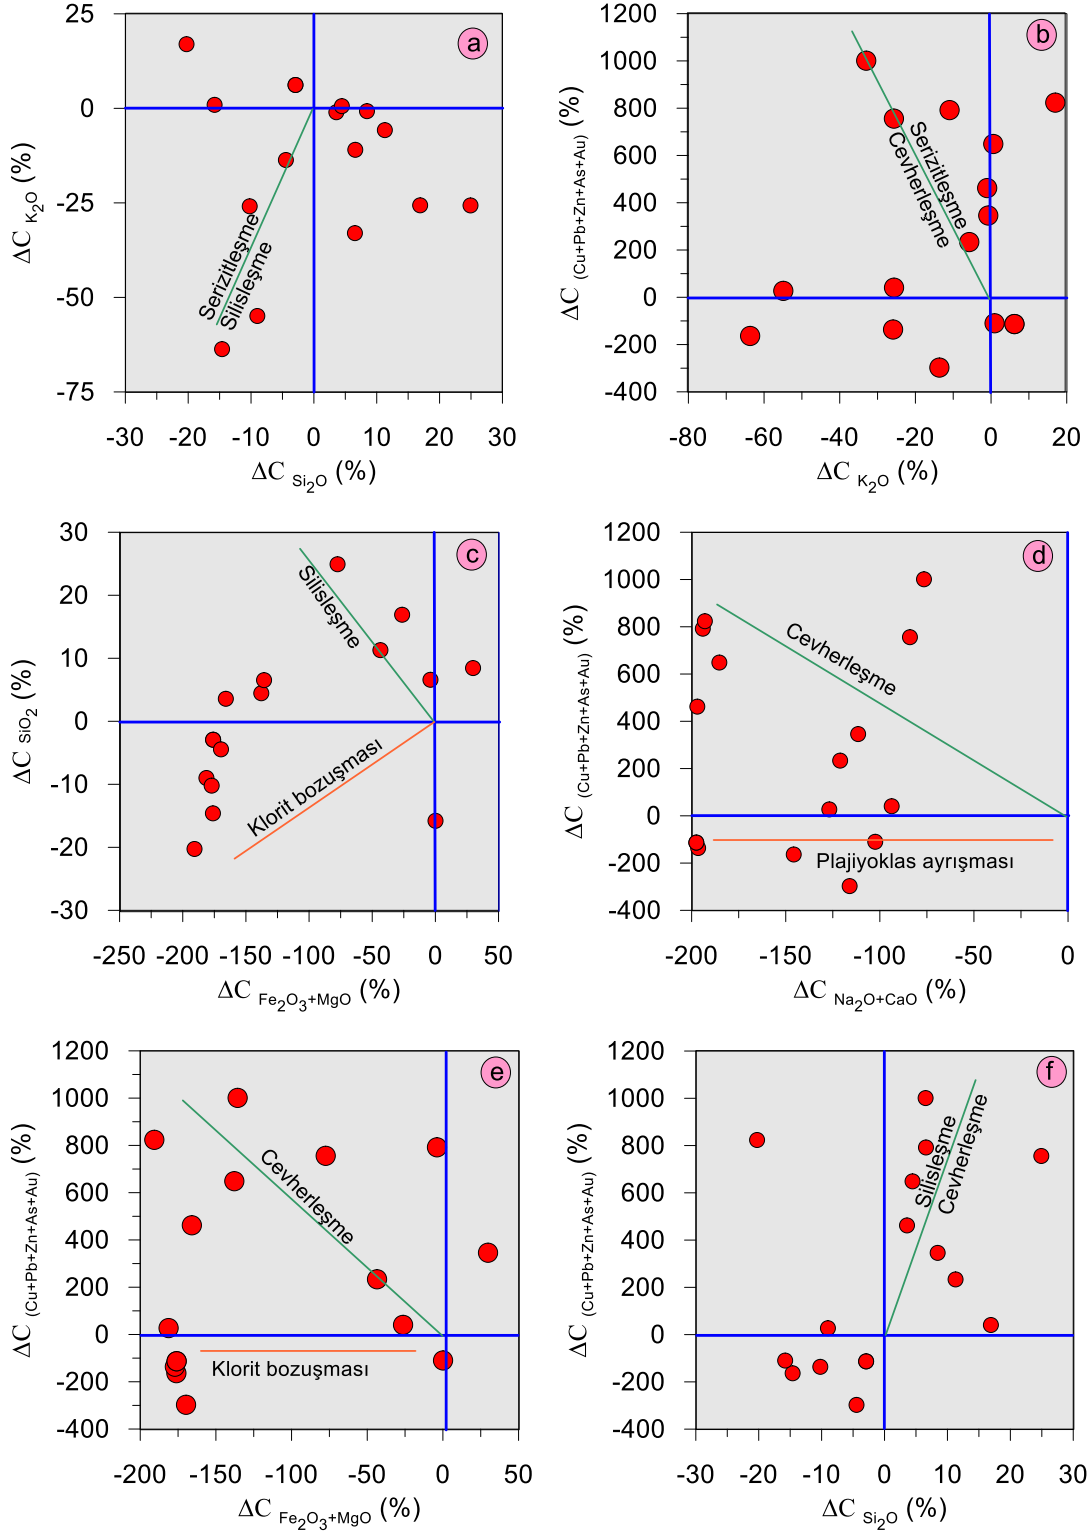 25
0
-25
-50
-75
-30 -20 -10 0 10 20 30
ΔC K2O (%)
ΔC Si2O (%)
Serizitleşme
Silisleşme
a
1200
1000
800
600
400
200
0
-200
-400
-80 -60 -40 -20 0 20
ΔC (Cu+Pb+Zn+As+Au) (%)
ΔC K2O (%)
Serizitleşme
Cevherleşme
b
30
20
10
0
-10
-20
-30
-250 -200 -150 -100 -50 0 50
ΔC SiO2 (%)
ΔC Fe2O3+MgO (%)
Silisleşme
Klorit bozuşması
c
1200
1000
800
600
400
200
0
-200
-400
-200 -150 -100 -50 0
ΔC (Cu+Pb+Zn+As+Au) (%)
ΔC Na2O+CaO (%)
Cevherleşme
Plajiyoklas ayrışması
d
1200
1000
800
600
400
200
0
-200
-400
-200 -150 -100 -50 0 50
ΔC (Cu+Pb+Zn+As+Au) (%)
ΔC Fe2O3+MgO (%)
Cevherleşme
Klorit bozuşması
e
1200
1000
800
600
400
200
0
-200
-400
-30 -20 -10 0 10 20 30
ΔC (Cu+Pb+Zn+As+Au) (%)
ΔC Si2O (%)
Silisleşme
Cevherleşme
f